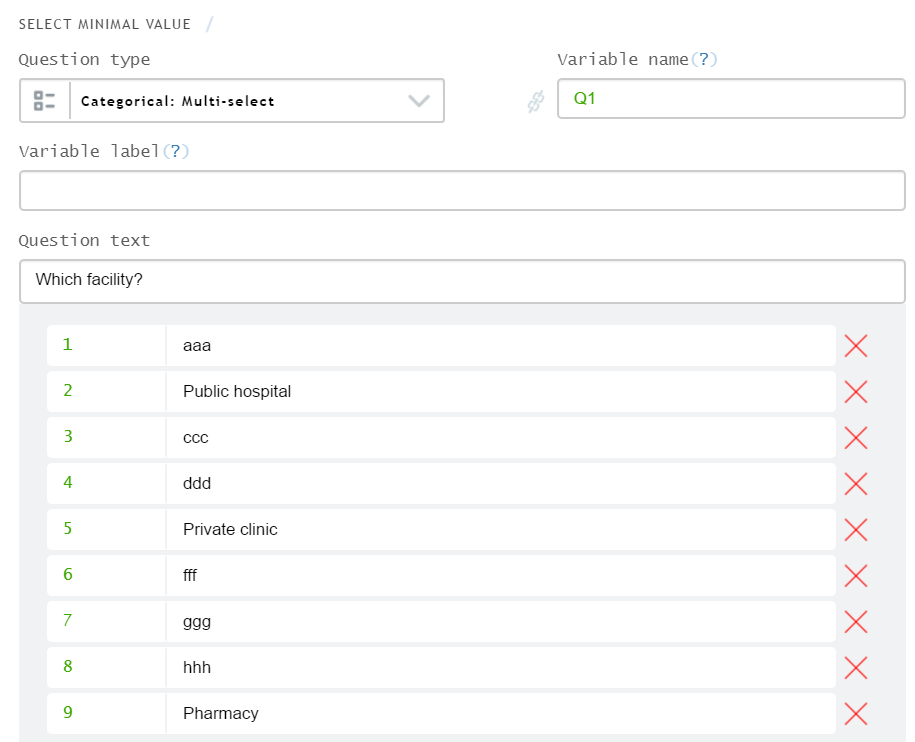 SELECT MINIMAL VALUE /
Question type Variable name(?)
Categorical: Multi-select Q1
Variable label(?)
Question text
Which facility?
1 aaa
2 Public hospital
3 ccc
4 ddd
5 Private clinic
6 fff
7 ggg
8 hhh
9 Pharmacy